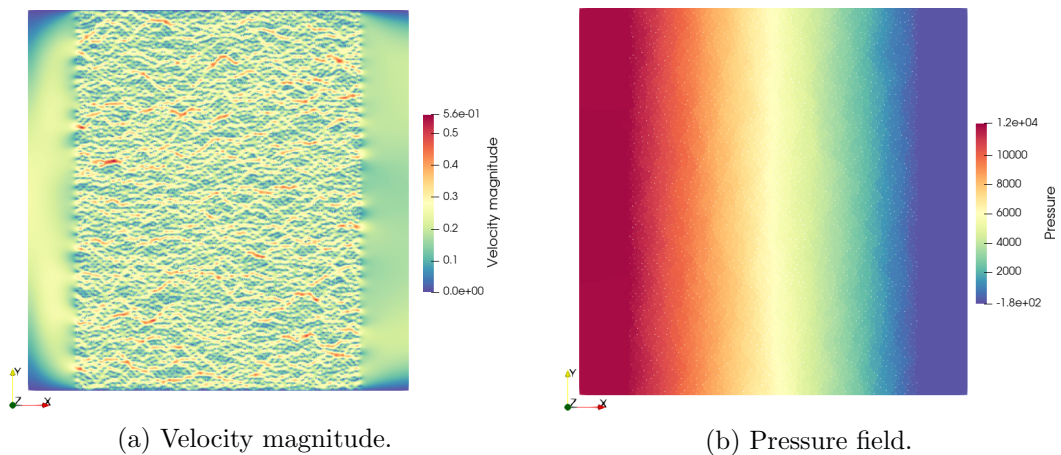 5.6e-01
0.5
0.4
0.3
0.2
0.1
0.0e+00
Velocity magnitude
Y
Z
X
(a) Velocity magnitude.
1.2e+04
10000
8000
6000
4000
2000
-1.8e+02
Pressure
Y
Z
X
(b) Pressure field.